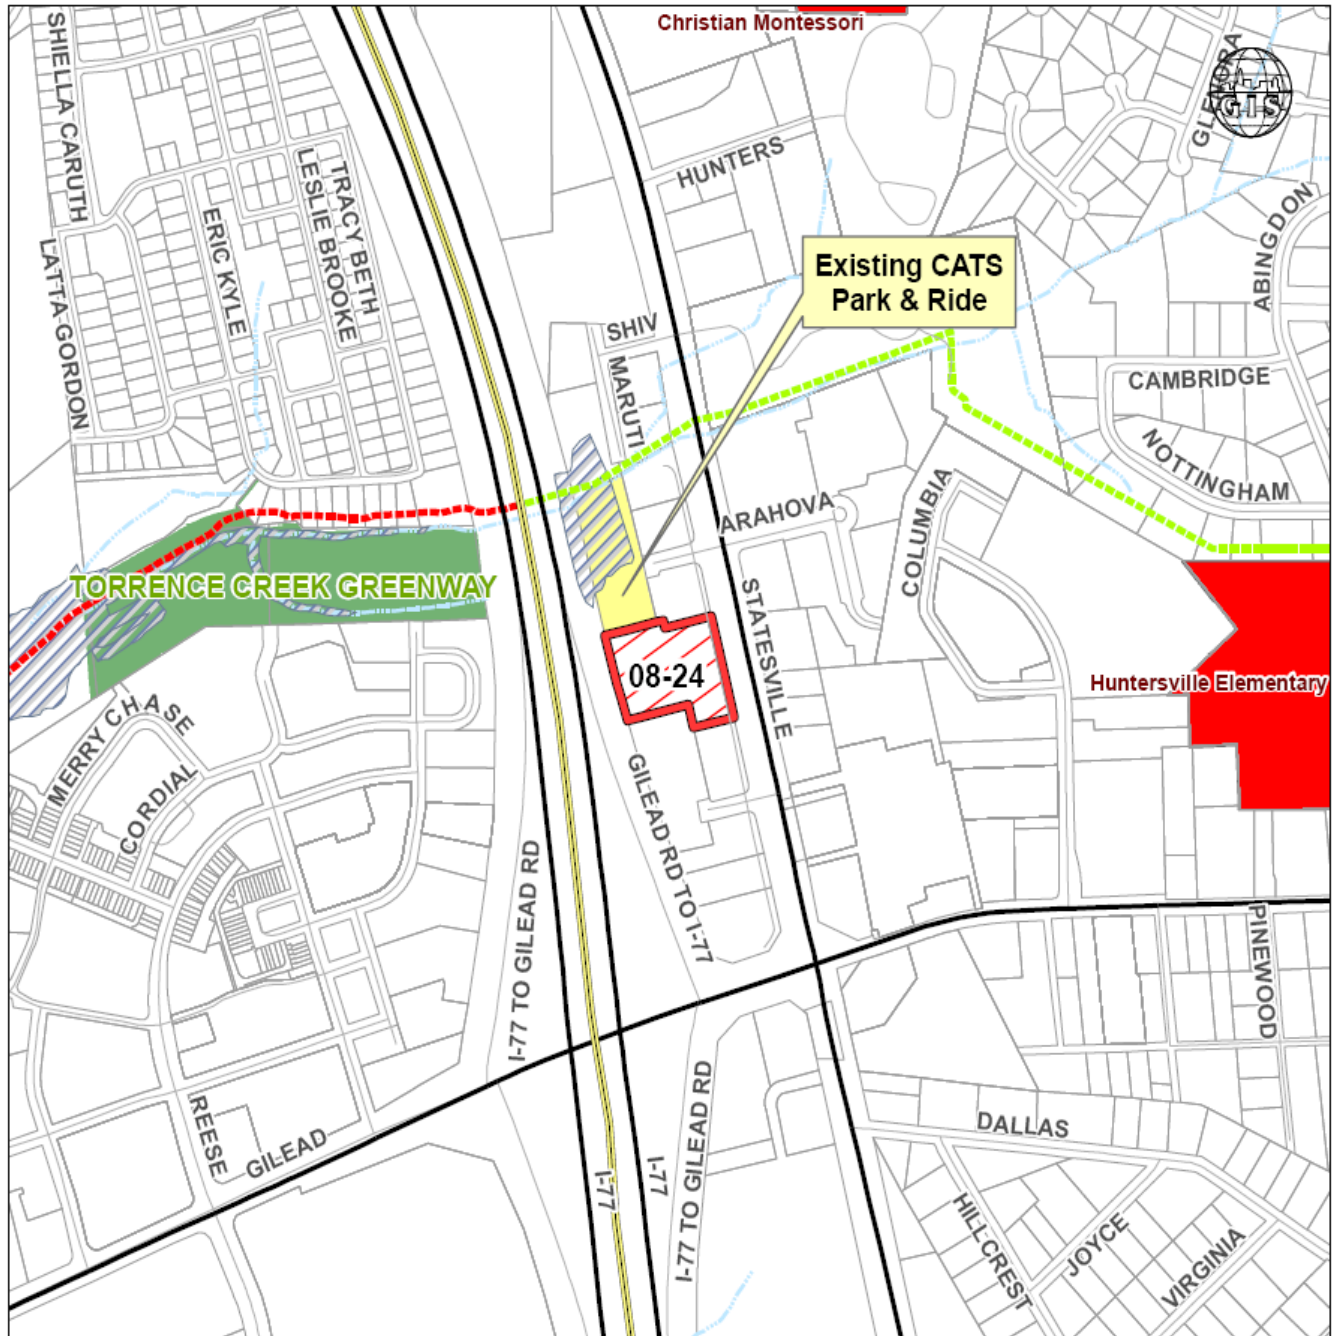 Christian Montessori
SHIELLA CARUTH
GLENORA
GIS
HUNTERS
TRACY BETH
LESLIE BROOKE
ERIC KYLE
LATTA GORDON
ABINGDON
Existing CATS
Park & Ride
SHIV
MARUTI
CAMBRIDGE
NOTTINGHAM
COLUMBIA
ARAHOVA
TORRENCE CREEK GREENWAY
STATESVILLE
08-24
Huntersville Elementary
MERRY CHASE
CORDIAL
GILEAD RD TO I-77
I-77 TO GILEAD RD
PINEWOOD
REESE
GILEAD
I-77
I-77
I-77 TO GILEAD RD
DALLAS
HILLCREST
JOYCE
VIRGINIA